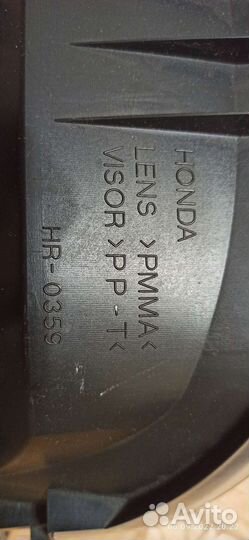 HONDA
LENS >PMMA<
VISOR >PP-T<
HR-0359
Avito